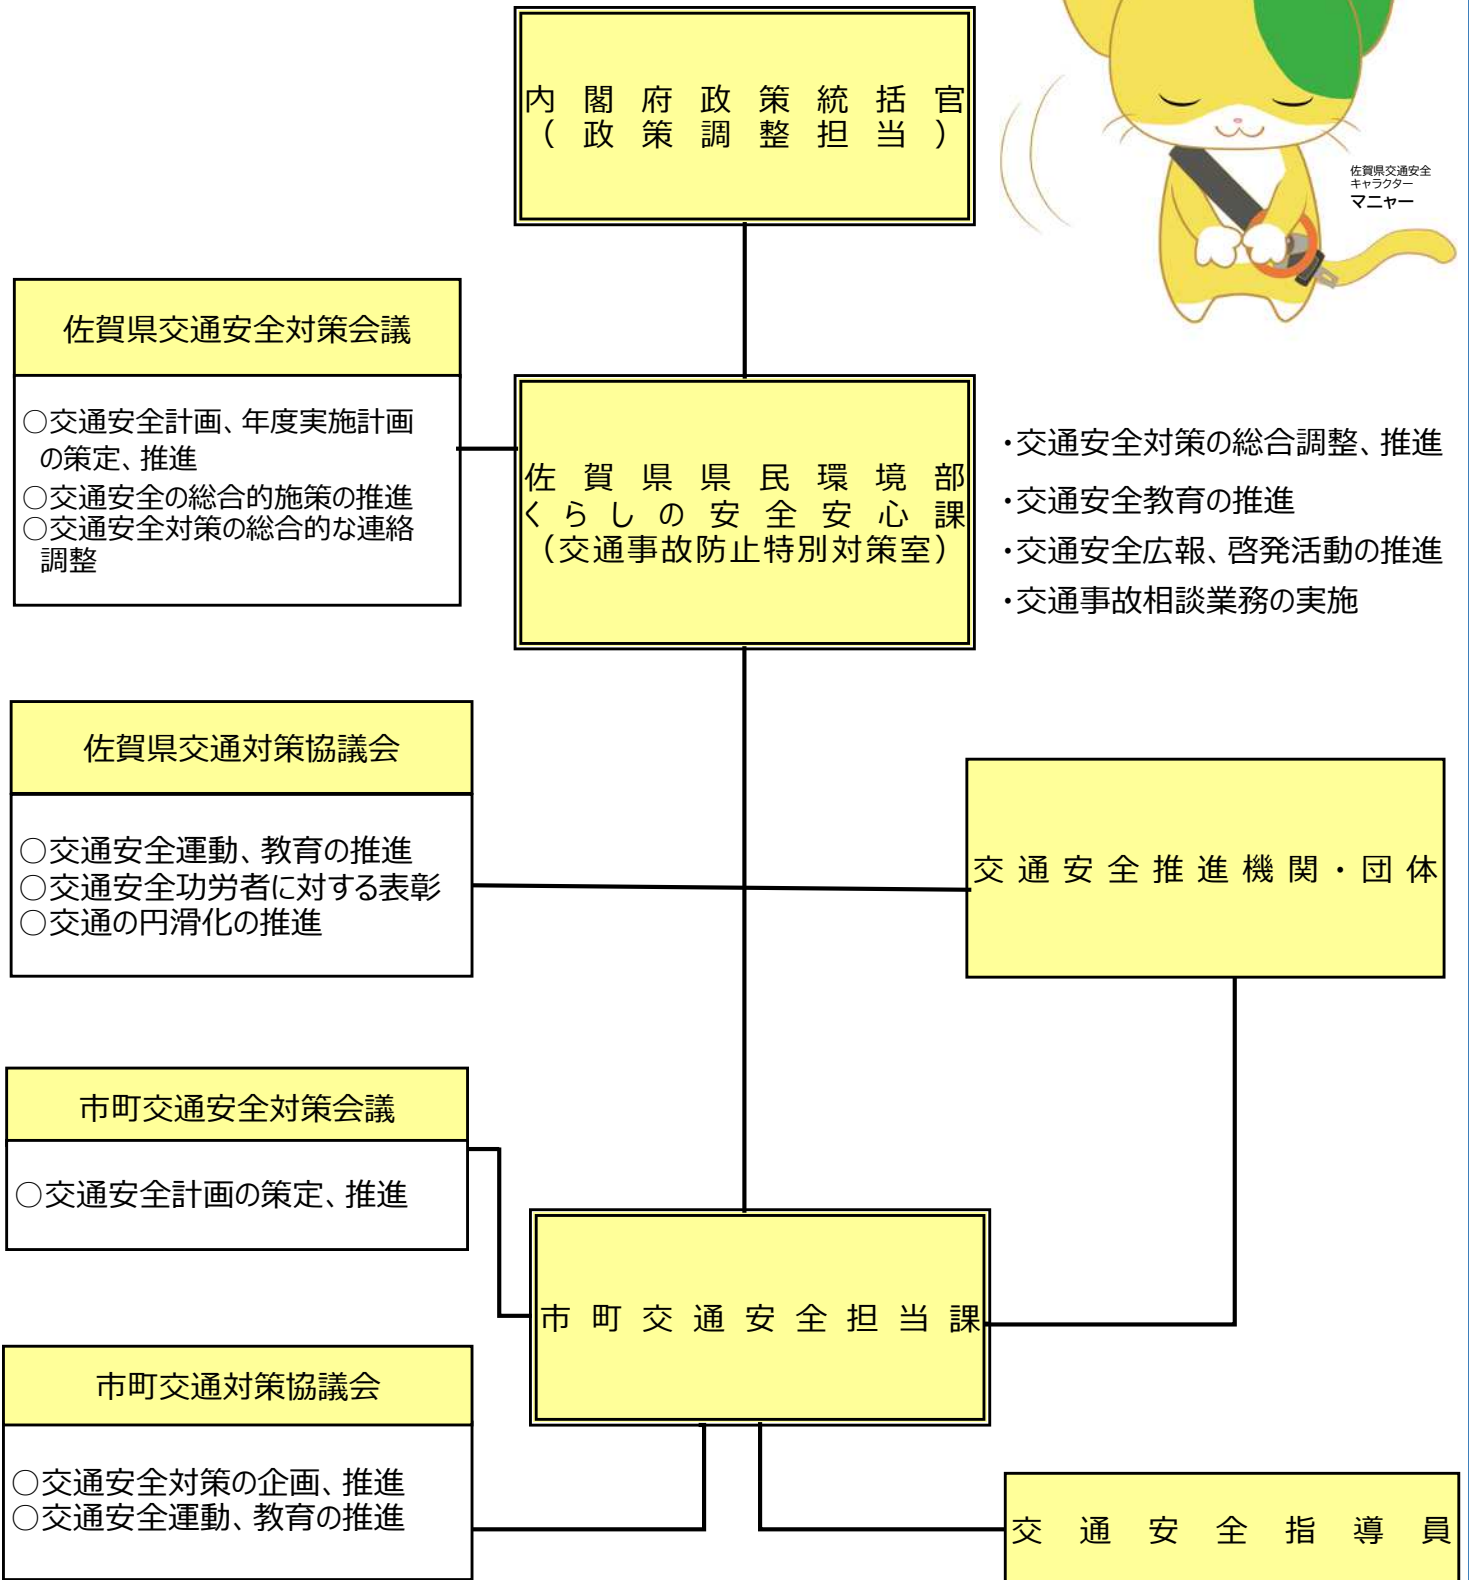 内閣府政策統括官
（政策調整担当）
佐賀県交通安全
キャラクター
マニャー
佐賀県交通安全対策会議
○交通安全計画、年度実施計画
の策定、推進
○交通安全の総合的施策の推進
○交通安全対策の総合的な連絡
調整
佐賀県県民環境部
くらしの安全安心課
（交通事故防止特別対策室）
・交通安全対策の総合調整、推進
・交通安全教育の推進
・交通安全広報、啓発活動の推進
・交通事故相談業務の実施
佐賀県交通対策協議会
○交通安全運動、教育の推進
○交通安全功労者に対する表彰
○交通の円滑化の推進
交通安全推進機関・団体
市町交通安全対策会議
○交通安全計画の策定、推進
市町交通安全担当課
市町交通対策協議会
○交通安全対策の企画、推進
○交通安全運動、教育の推進
交通安全指導員